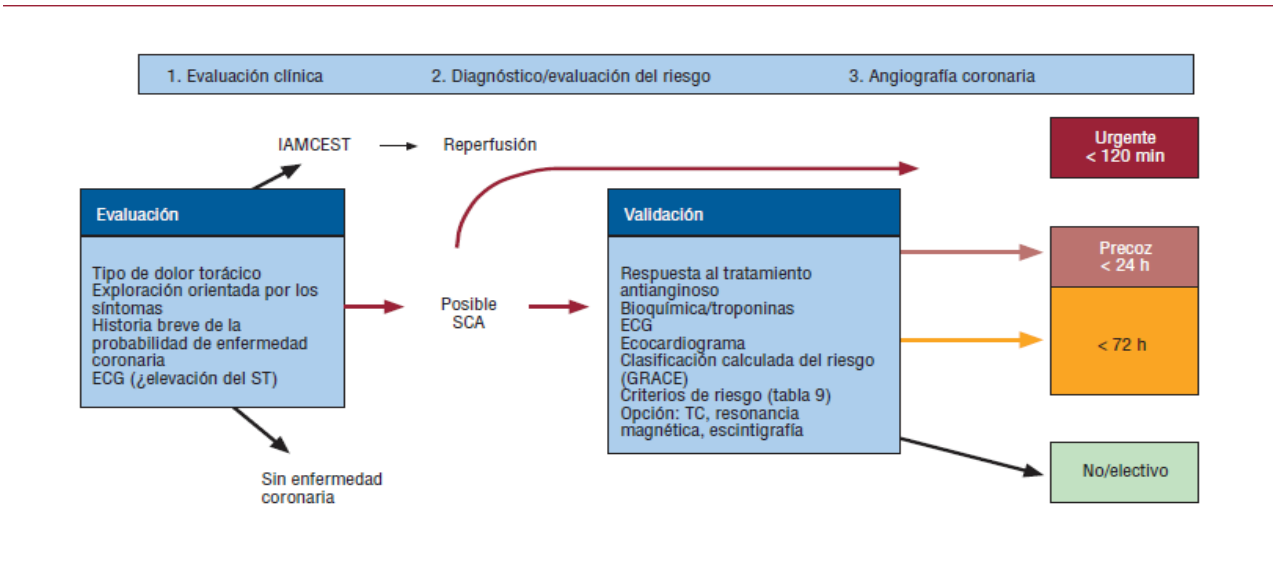 1. Evaluación clínica
2. Diagnóstico/evaluación del riesgo
3. Angiografía coronaria
IAMCEST
Reperfusión
Urgente
< 120 min
Evaluación
Tipo de dolor torácico
Exploración orientada por los
síntomas
Historia breve de la
probabilidad de enfermedad
coronaria
ECG (¿elevación del ST)
Posible
SCA
Validación
Respuesta al tratamiento
antianginoso
Bioquímica/troponinas
ECG
Ecocardiograma
Clasificación calculada del riesgo
(GRACE)
Criterios de riesgo (tabla 9)
Opción: TC, resonancia
magnética, escintigrafía
Precoz
< 24 h
< 72 h
No/electivo
Sin enfermedad
coronaria